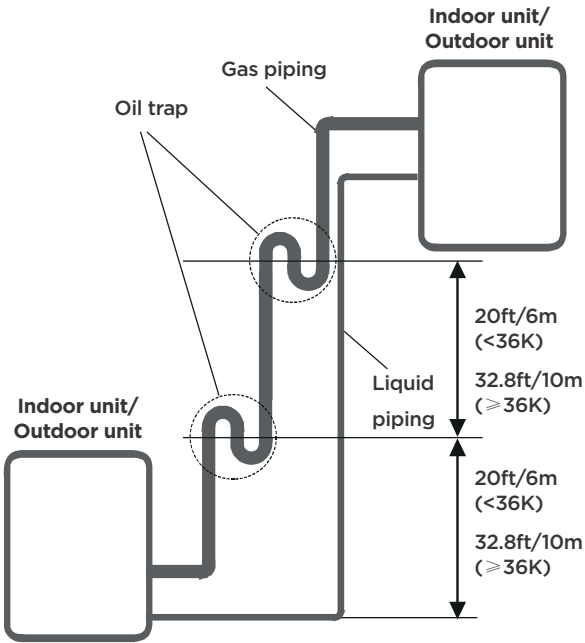 Indoor unit/
Outdoor unit
Gas piping
Oil trap
20ft/6m
(<36K)
32.8ft/10m
(⩾36K)
Liquid
piping
Indoor unit/
Outdoor unit
20ft/6m
(<36K)
32.8ft/10m
(⩾36K)